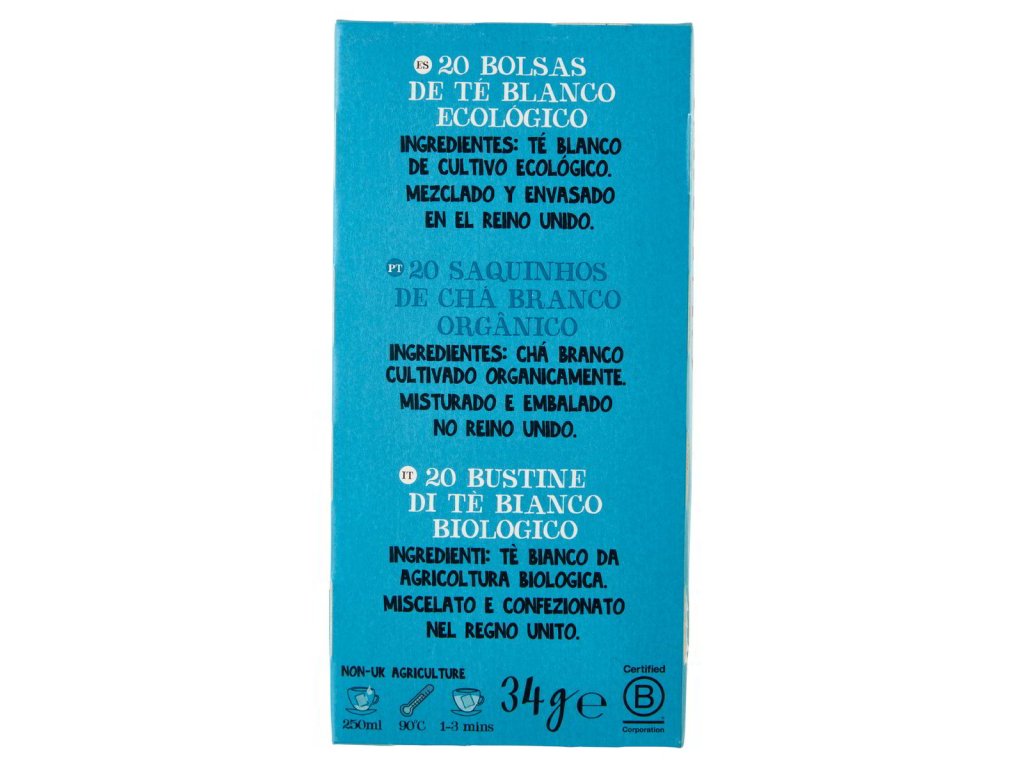 ES 20 BOLSAS
DE TÉ BLANCO
ECOLÓGICO
INGREDIENTES: TÉ BLANCO
DE CULTIVO ECOLÓGICO.
MEZCLADO Y ENVASADO
EN EL REINO UNIDO.
PT 20 SAQUINHOS
DE CHÁ BRANCO
ORGÂNICO
INGREDIENTES: CHÁ BRANCO
CULTIVADO ORGANICAMENTE.
MISTURADO E EMBALADO
NO REINO UNIDO.
IT 20 BUSTINE
DI TÈ BIANCO
BIOLOGICO
INGREDIENTI: TÈ BIANCO DA
AGRICOLTURA BIOLOGICA.
MISCELATO E CONFEZIONATO
NEL REGNO UNITO.
NON-UK AGRICULTURE
250ml 90°C 1-3 mins
34g e
Certified
B
Corporation